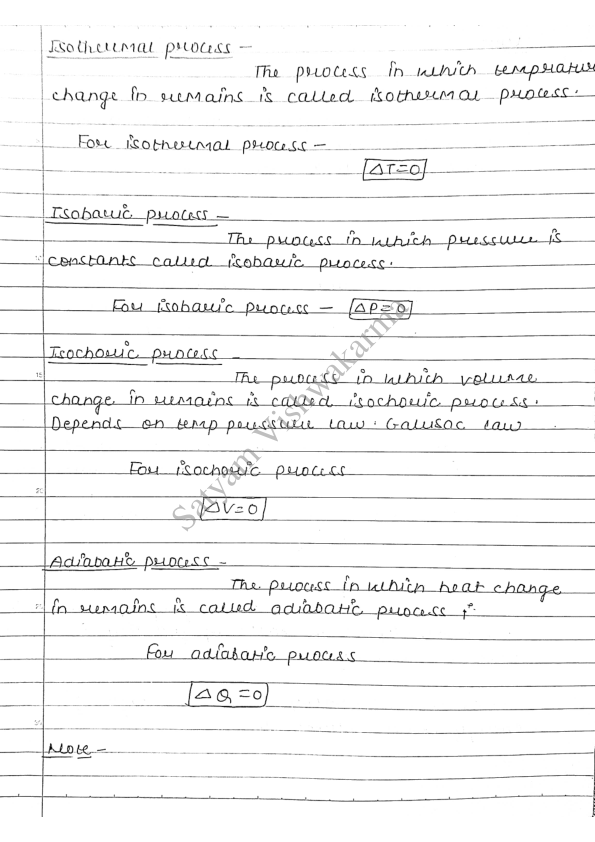 Isothermal process –
The process in which temprature
change in remains is called isothermal process.
For isothermal process –
ΔT=0
Isobaric process –
The process in which pressure is
constants called isobaric process.
For isobaric process – ΔP=0
Isochoric process –
The process in which volume
change in remains is called isochoric process.
Depends on temp pressure law. Galusac law
For isochoric process
ΔV=0
Adiabatic process –
The process in which heat change
in remains is called adiabatic process
For adiabatic process
ΔQ=0
Note –
Satyam Vishwakarma